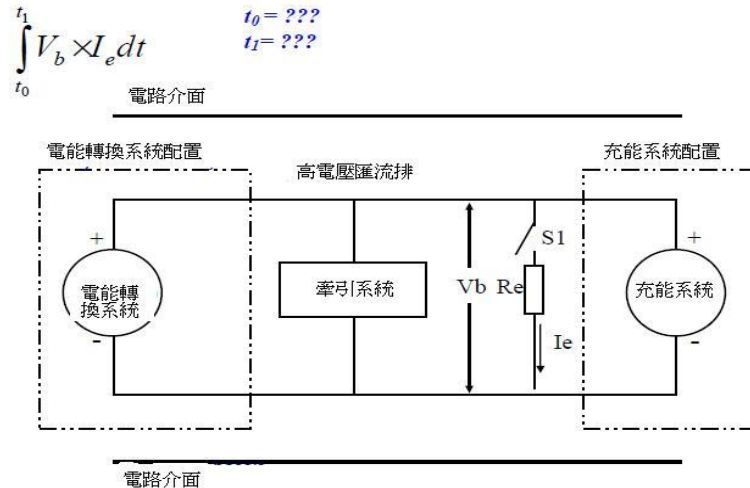 t₁
∫ V_b × I_e dt
t₀
t₀ = ???
t₁= ???
電路介面
電能轉換系統配置
充能系統配置
高電壓匯流排
+
S1
+
電能轉換系統
牽引系統
Vb
Re
充能系統
-
Ie
-
電路介面